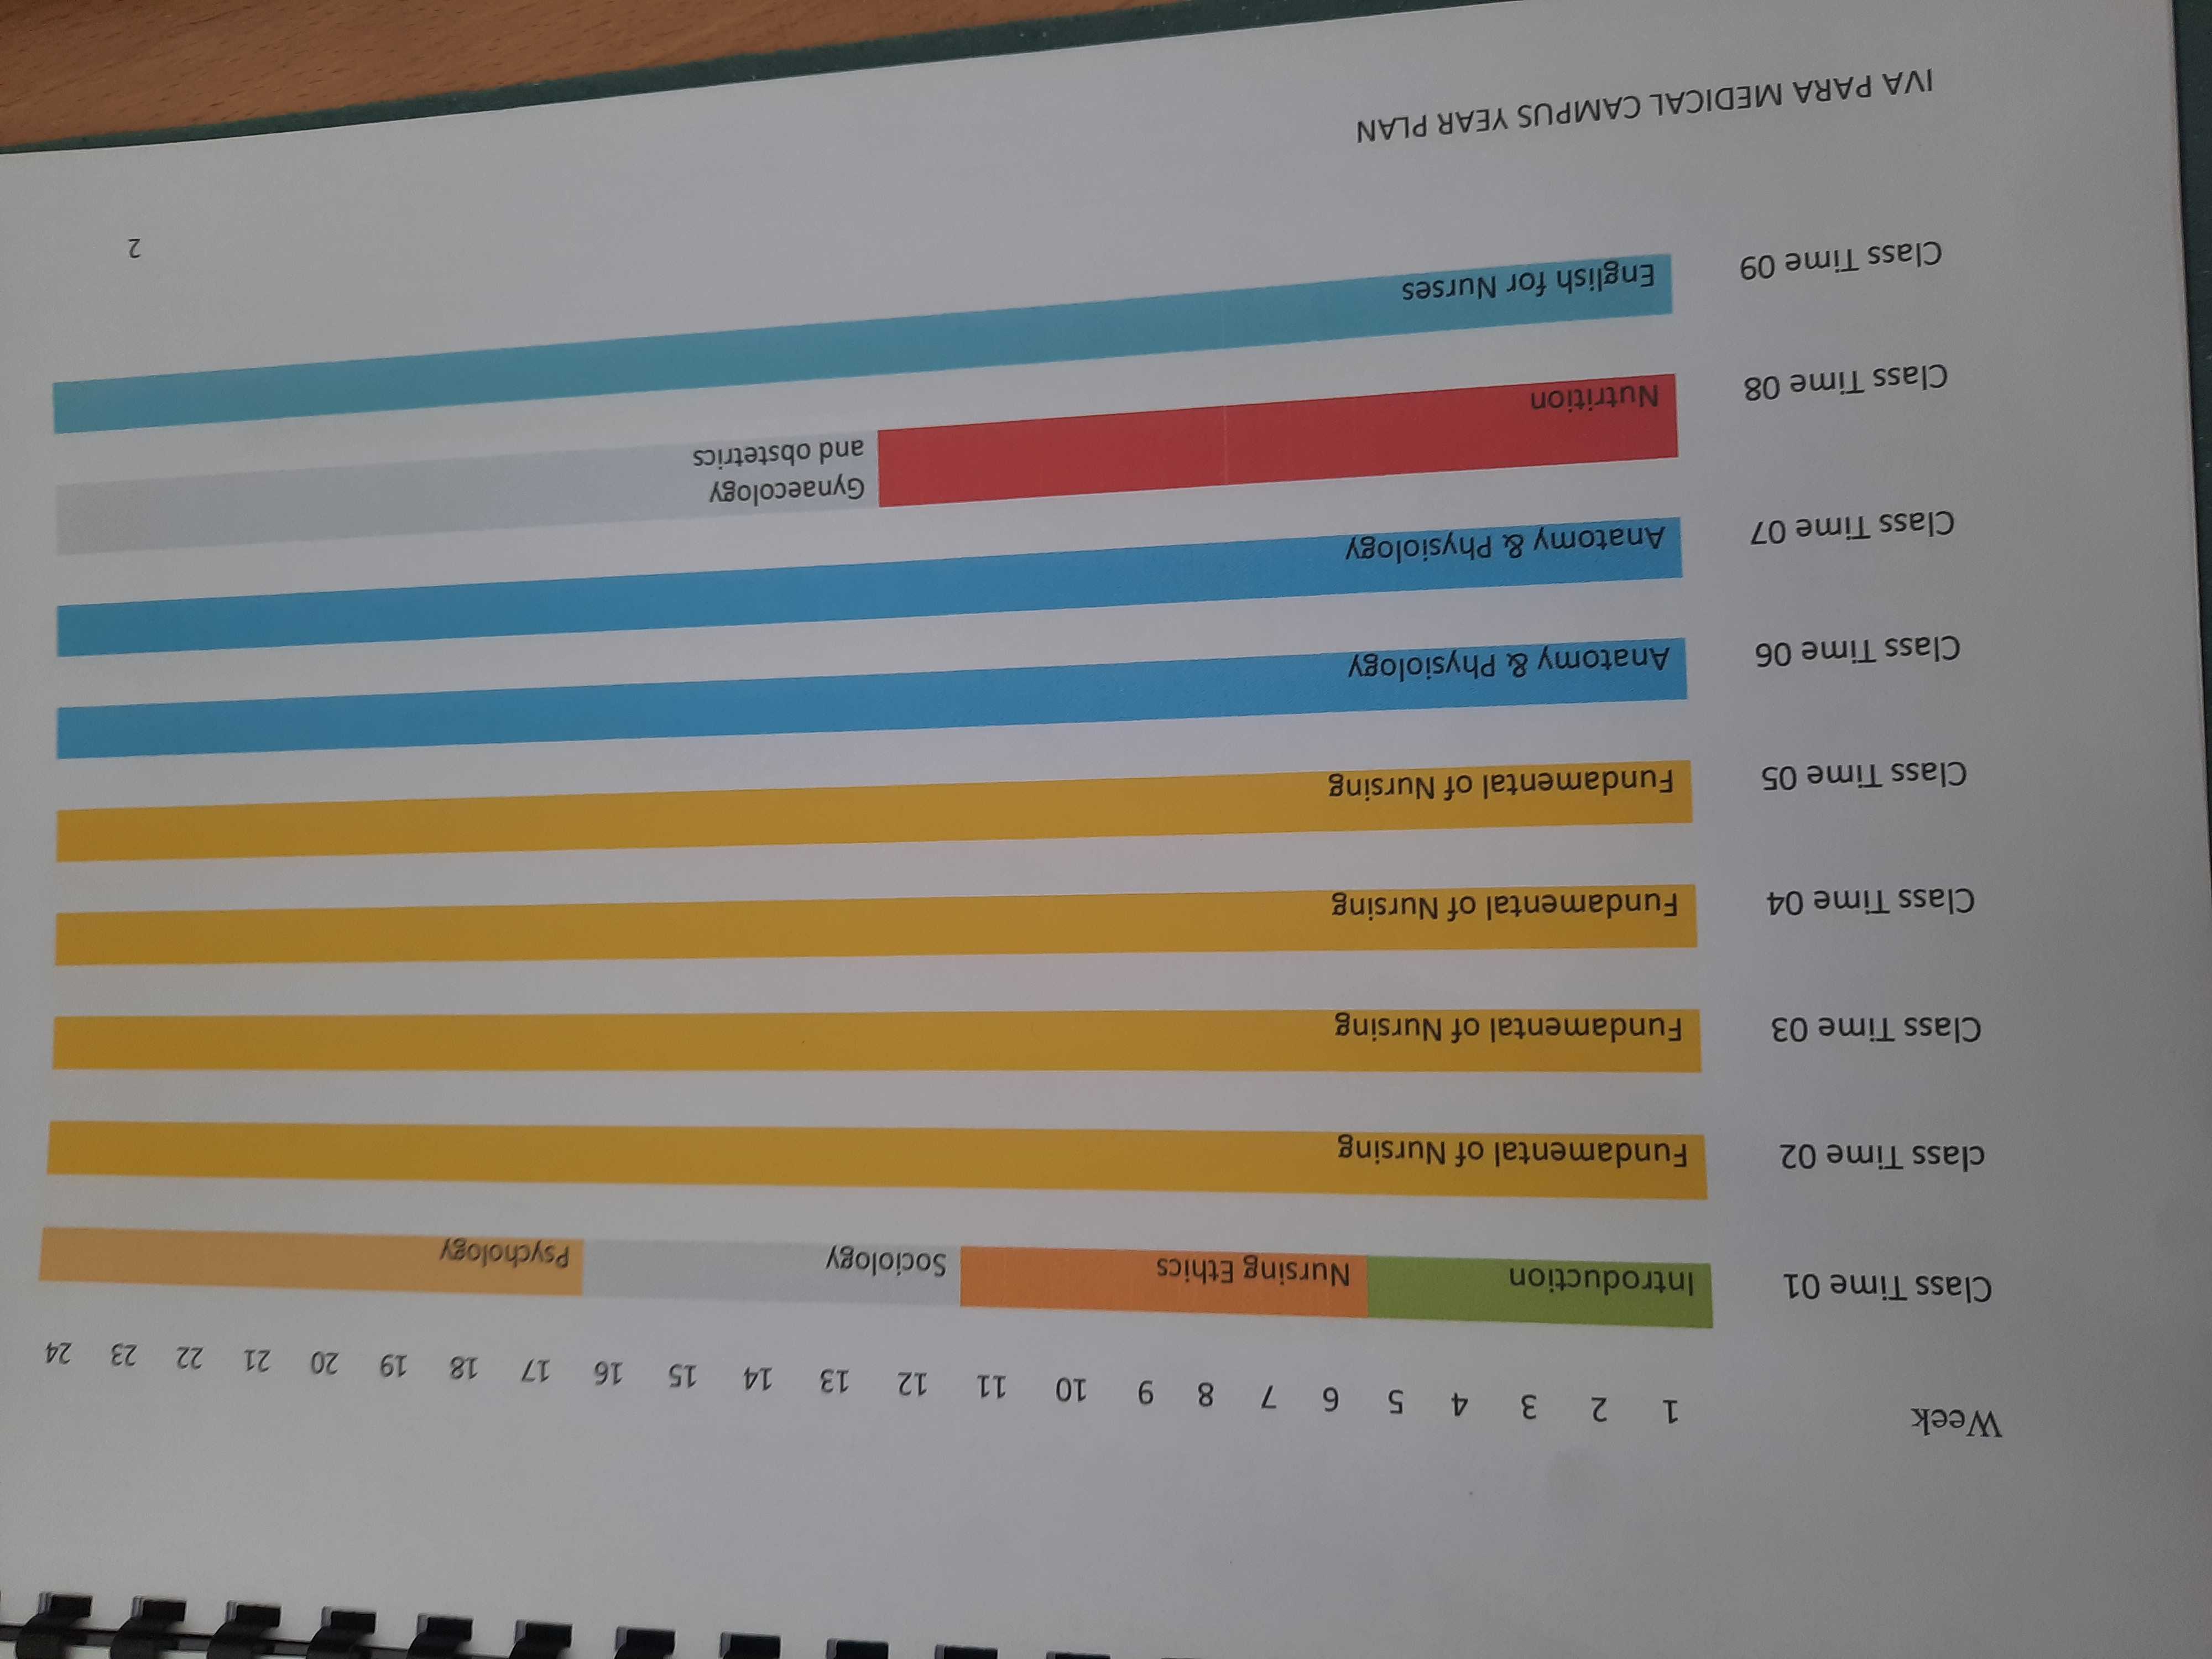 Week 1 2 3 4 5 6 7 8 9 10 11 12 13 14 15 16 17 18 19 20 21 22 23 24
Class Time 01 Introduction Nursing Ethics Sociology Psychology
class Time 02 Fundamental of Nursing
Class Time 03 Fundamental of Nursing
Class Time 04 Fundamental of Nursing
Class Time 05 Fundamental of Nursing
Class Time 06 Anatomy & Physiology
Class Time 07 Anatomy & Physiology
Class Time 08 Nutrition Gynaecology
and obstetrics
Class Time 09 English for Nurses
2
IVA PARA MEDICAL CAMPUS YEAR PLAN